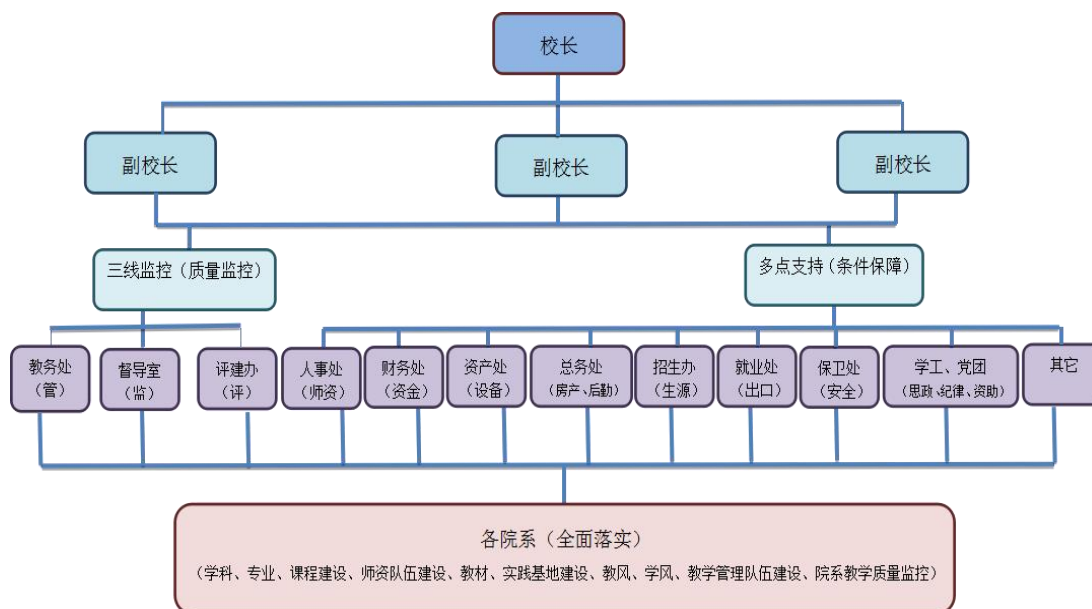 校长
副校长
副校长
副校长
三线监控（质量监控）
多点支持（条件保障）
教务处
（管）
督导室
（监）
评建办
（评）
人事处
（师资）
财务处
（资金）
资产处
（设备）
总务处
（房产、后勤）
招生办
（生源）
就业处
（出口）
保卫处
（安全）
学工、党团
（思政、纪律、资助）
其它
各院系（全面落实）
（学科、专业、课程建设、师资队伍建设、教材、实践基地建设、教风、学风、教学管理队伍建设、院系教学质量监控）